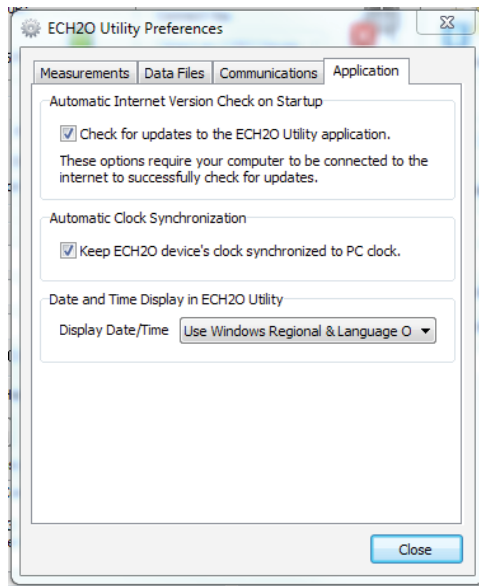 ECH2O Utility Preferences
Measurements Data Files Communications Application
Automatic Internet Version Check on Startup
Check for updates to the ECH2O Utility application.
These options require your computer to be connected to the
internet to successfully check for updates.
Automatic Clock Synchronization
Keep ECH2O device's clock synchronized to PC clock.
Date and Time Display in ECH2O Utility
Display Date/Time Use Windows Regional & Language O
Close